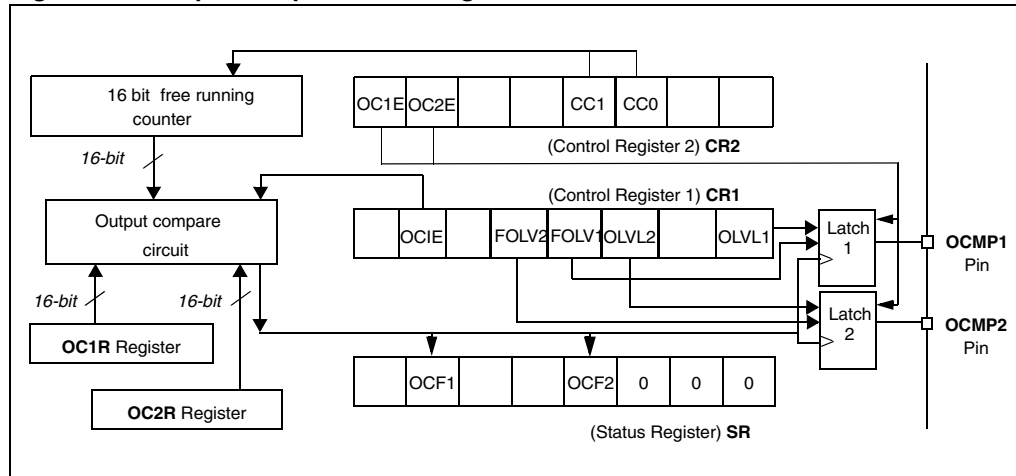 16 bit free running
counter
OC1E OC2E CC1 CC0
(Control Register 2) CR2
16-bit
(Control Register 1) CR1
Output compare
circuit
OCIE FOLV2 FOLV1 OLVL2 OLVL1
Latch
1
OCMP1
Pin
16-bit 16-bit
OC1R Register
Latch
2
OCMP2
Pin
OCF1 OCF2 0 0 0
OC2R Register
(Status Register) SR